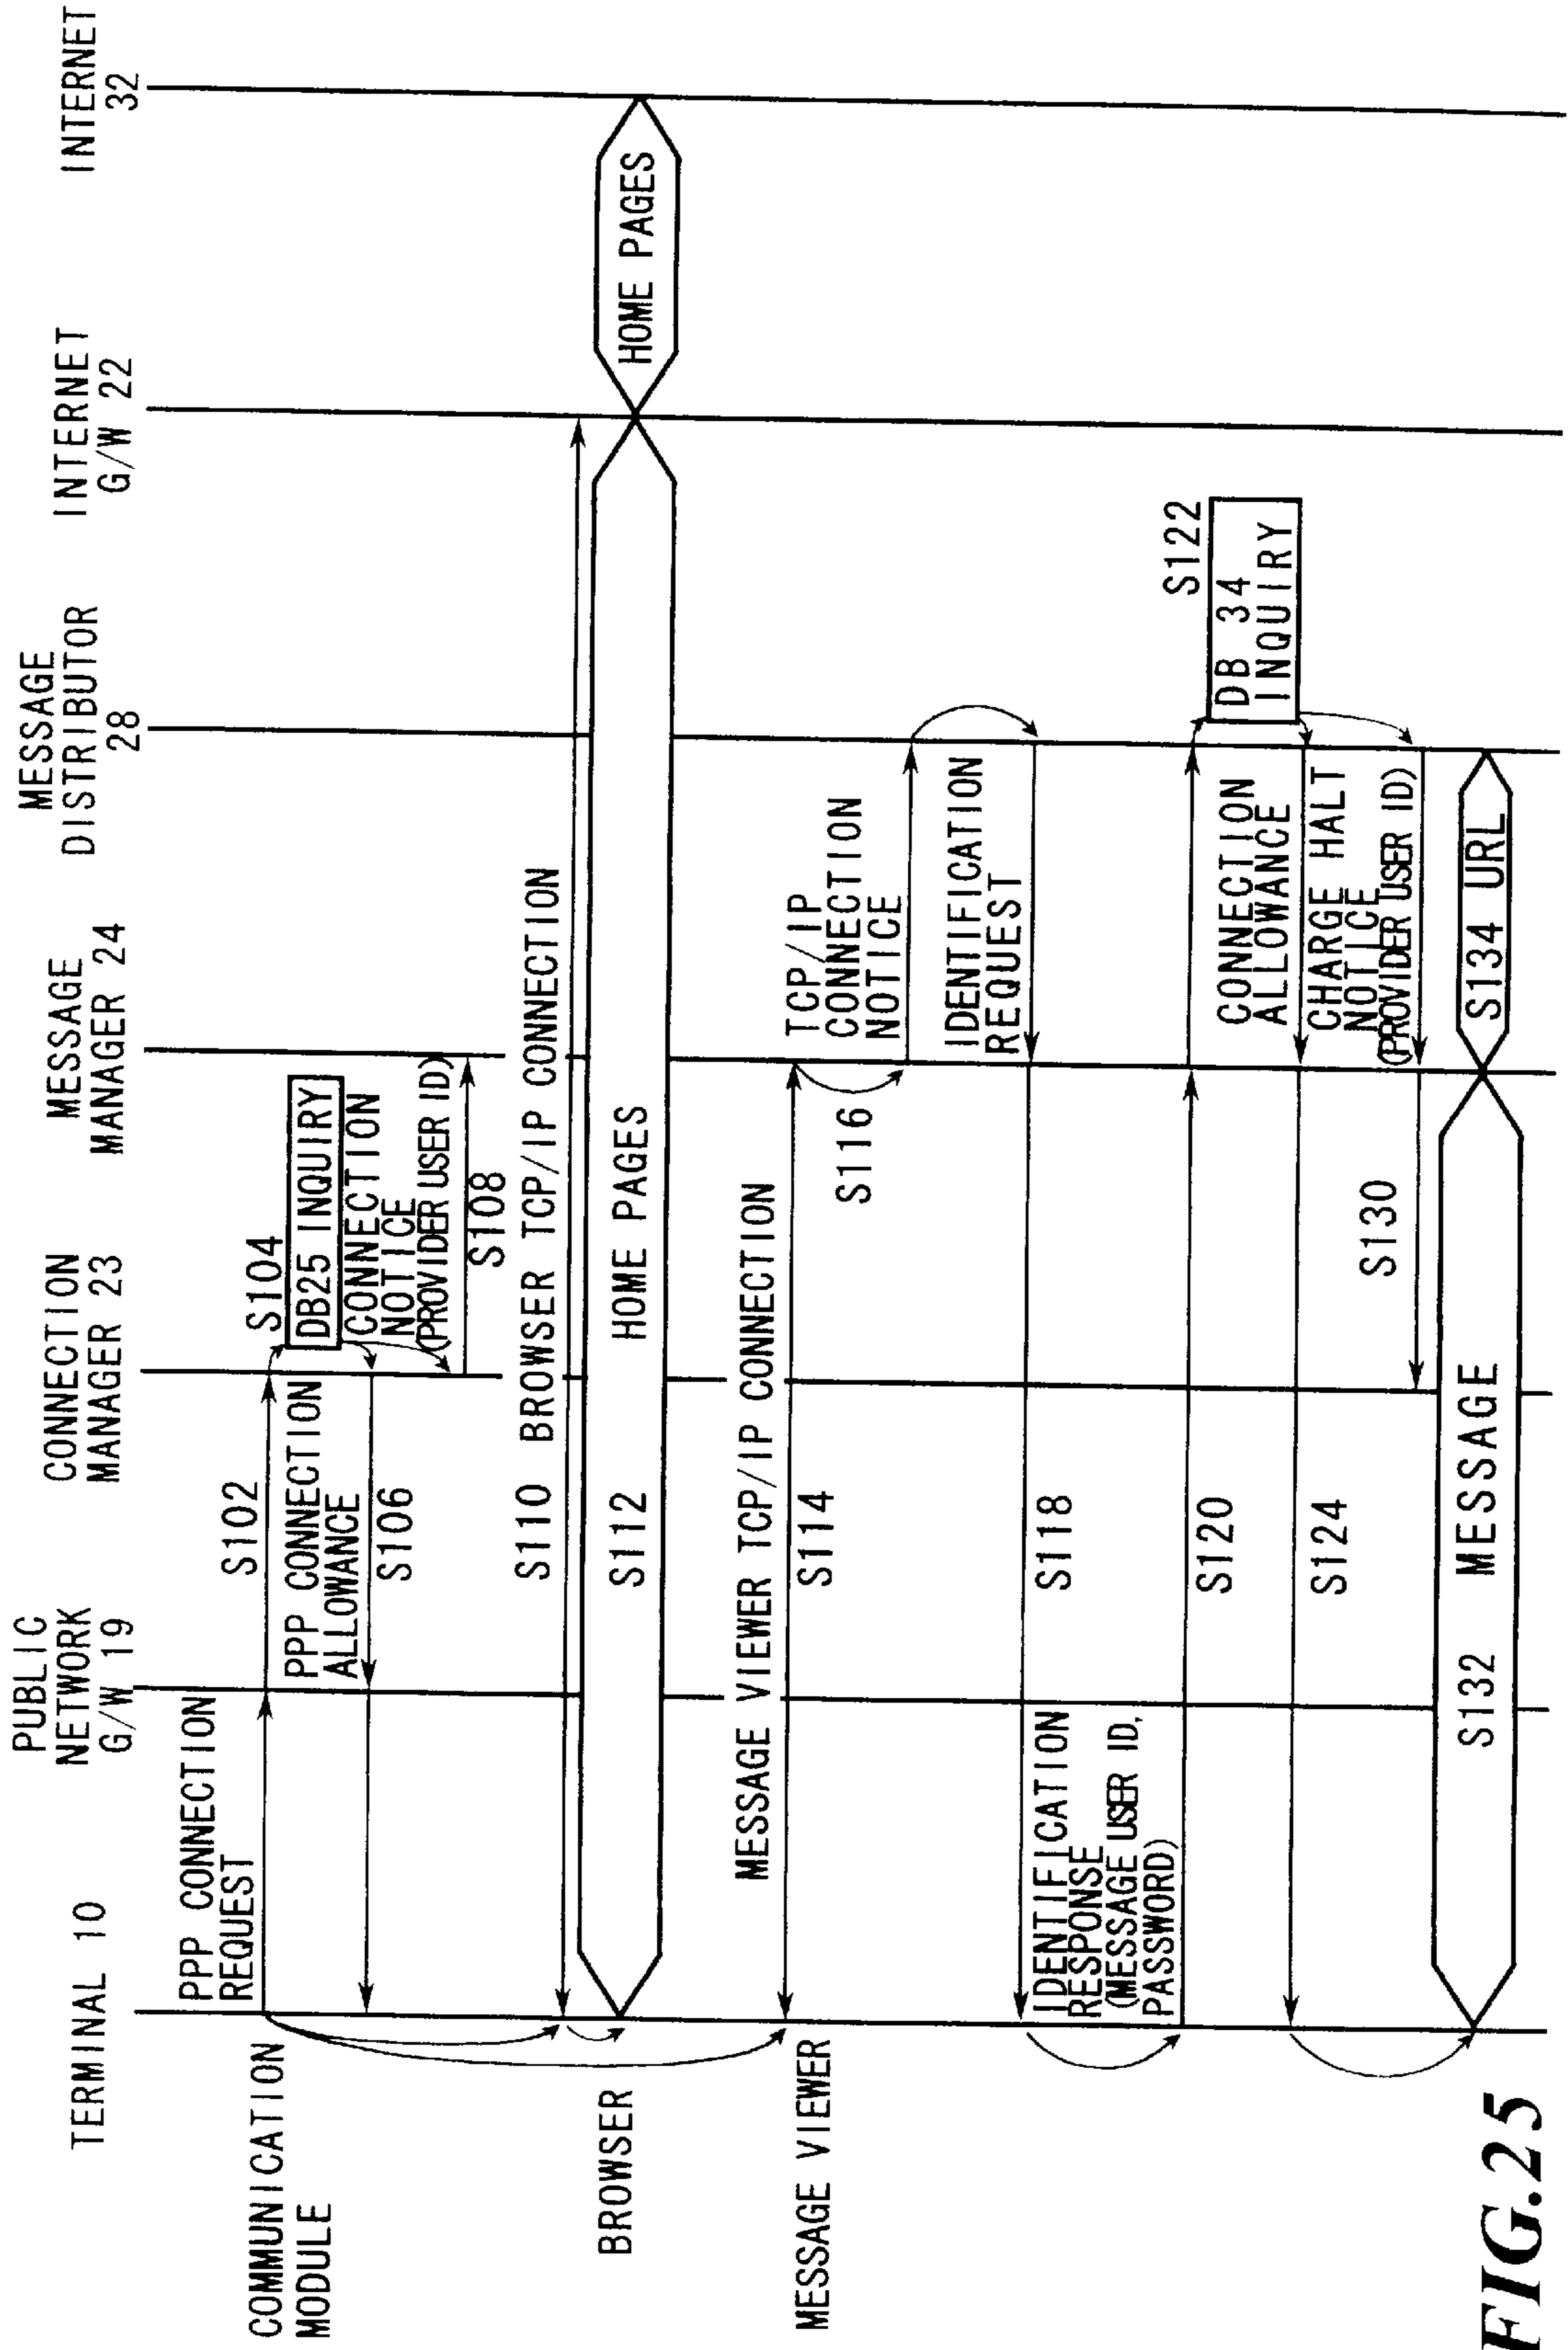 TERMINAL 10
PUBLIC
NETWORK
G/W 19
CONNECTION
MANAGER 23
MESSAGE
MANAGER 24
MESSAGE
DISTRIBUTOR
28
INTERNET
G/W 22
INTERNET
32
COMMUNICATION
MODULE
PPP CONNECTION
REQUEST
S102
S104
DB25 INQUIRY
PPP CONNECTION
ALLOWANCE
S106
CONNECTION
NOTICE
(PROVIDER USER ID)
S108
S110 BROWSER TCP/IP CONNECTION
BROWSER
S112 HOME PAGES
HOME PAGES
MESSAGE VIEWER TCP/IP CONNECTION
MESSAGE VIEWER
S114
S116
TCP/IP
CONNECTION
NOTICE
IDENTIFICATION
REQUEST
S118
IDENTIFICATION
RESPONSE
(MESSAGE USER ID,
PASSWORD)
S120
S122
DB 34
INQUIRY
CONNECTION
ALLOWANCE
S124
CHARGE HALT
NOTICE
(PROVIDER USER ID)
S130
S132 MESSAGE
S134 URL
FIG.25